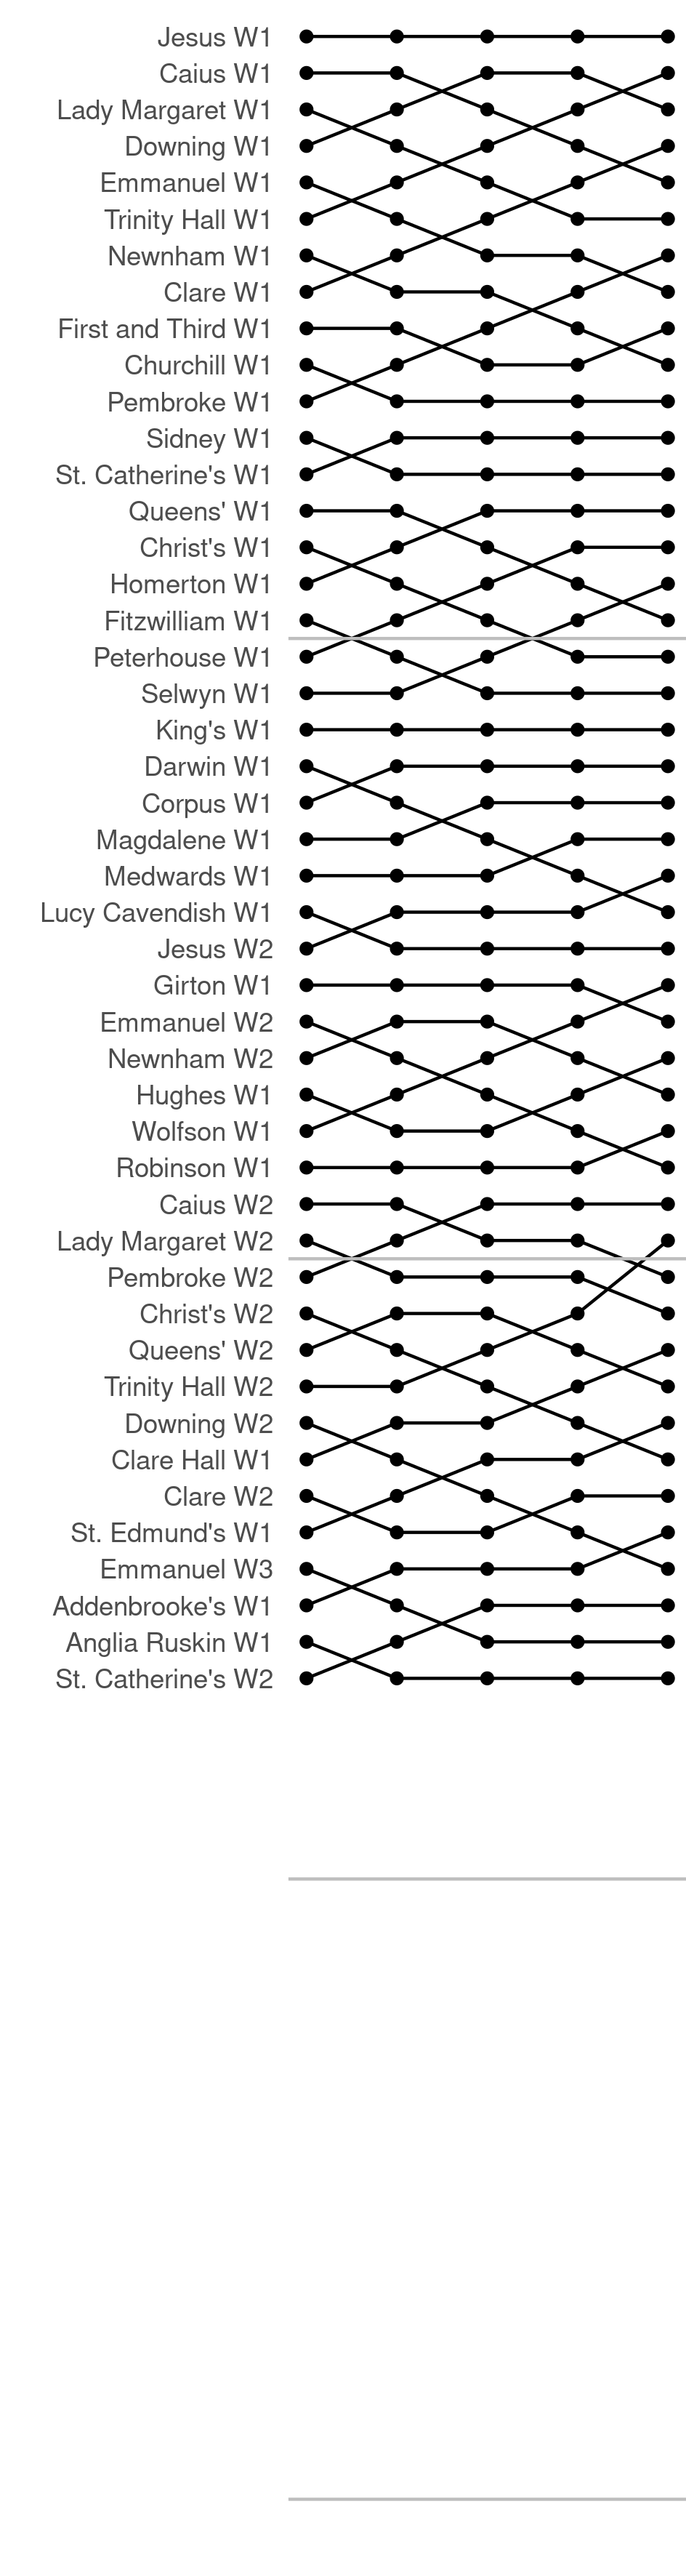 Jesus W1
Caius W1
Lady Margaret W1
Downing W1
Emmanuel W1
Trinity Hall W1
Newnham W1
Clare W1
First and Third W1
Churchill W1
Pembroke W1
Sidney W1
St. Catherine's W1
Queens' W1
Christ's W1
Homerton W1
Fitzwilliam W1
Peterhouse W1
Selwyn W1
King's W1
Darwin W1
Corpus W1
Magdalene W1
Medwards W1
Lucy Cavendish W1
Jesus W2
Girton W1
Emmanuel W2
Newnham W2
Hughes W1
Wolfson W1
Robinson W1
Caius W2
Lady Margaret W2
Pembroke W2
Christ's W2
Queens' W2
Trinity Hall W2
Downing W2
Clare Hall W1
Clare W2
St. Edmund's W1
Emmanuel W3
Addenbrooke's W1
Anglia Ruskin W1
St. Catherine's W2